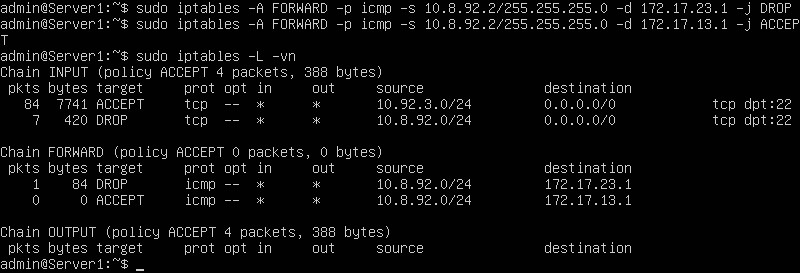 admin@Server1:~$ sudo iptables -A FORWARD -p icmp -s 10.8.92.2/255.255.255.0 -d 172.17.23.1 -j DROP
admin@Server1:~$ sudo iptables -A FORWARD -p icmp -s 10.8.92.2/255.255.255.0 -d 172.17.13.1 -j ACCEP
T
admin@Server1:~$ sudo iptables -L -vn
Chain INPUT (policy ACCEPT 4 packets, 388 bytes)
 pkts bytes target     prot opt in     out     source               destination
   84  7741 ACCEPT     tcp  --  *      *       10.92.3.0/24         0.0.0.0/0            tcp dpt:22
    7   420 DROP       tcp  --  *      *       10.8.92.0/24         0.0.0.0/0            tcp dpt:22
Chain FORWARD (policy ACCEPT 0 packets, 0 bytes)
 pkts bytes target     prot opt in     out     source               destination
    1    84 DROP       icmp --  *      *       10.8.92.0/24         172.17.23.1
    0     0 ACCEPT     icmp --  *      *       10.8.92.0/24         172.17.13.1
Chain OUTPUT (policy ACCEPT 4 packets, 388 bytes)
 pkts bytes target     prot opt in     out     source               destination
admin@Server1:~$ _